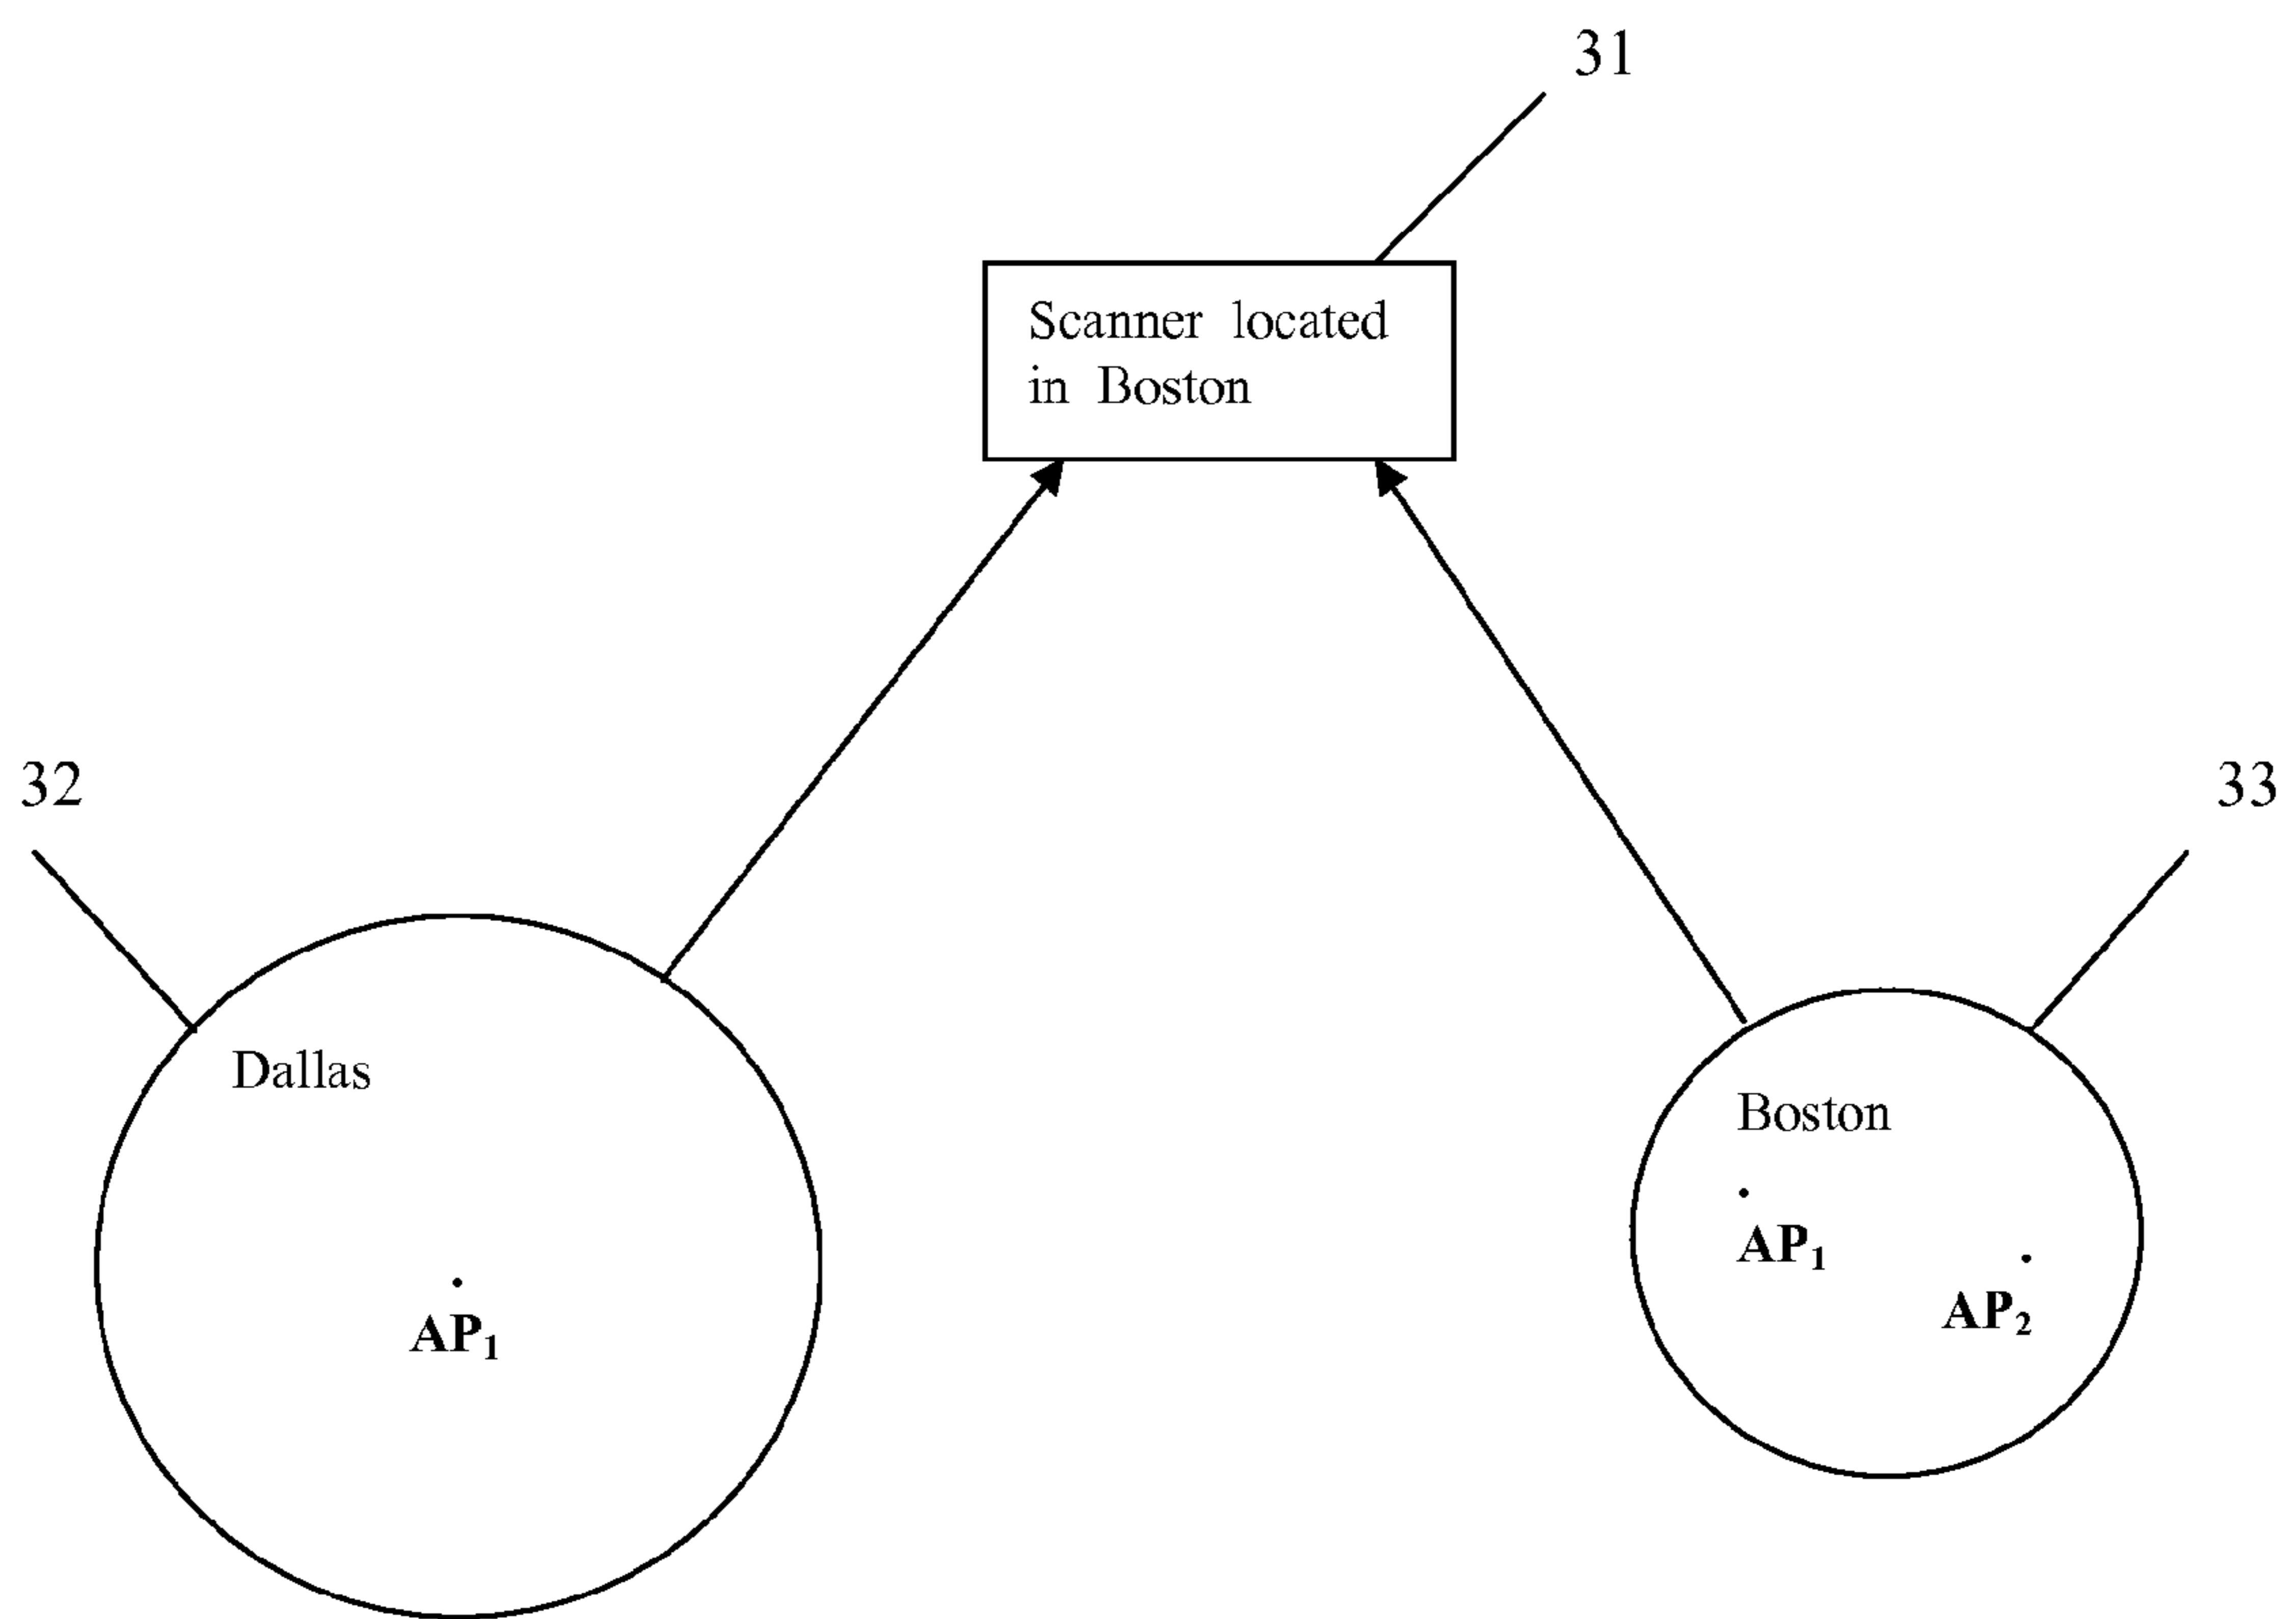 31
Scanner located
in Boston
32
33
Dallas
Boston
AP₁
AP₂
AP₁